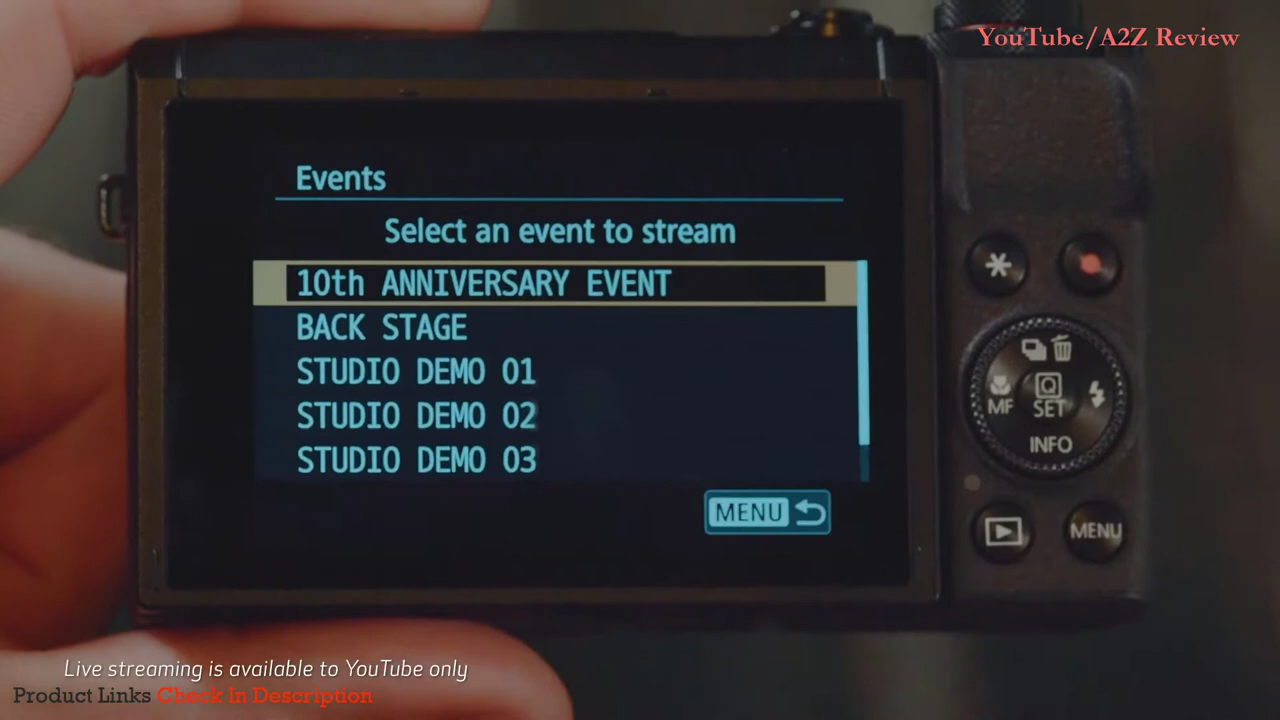 YouTube/A2Z Review
Events
Select an event to stream
10th ANNIVERSARY EVENT
BACK STAGE
STUDIO DEMO 01
STUDIO DEMO 02
STUDIO DEMO 03
MENU
MF
Q
SET
INFO
MENU
Live streaming is available to YouTube only
Product Links Check In Description